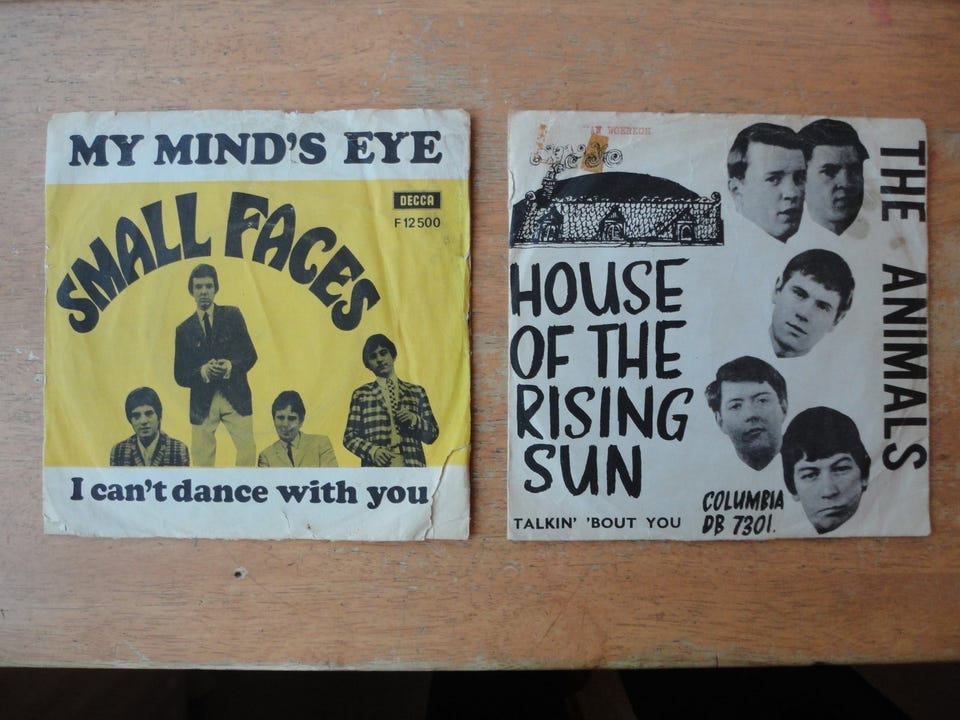 MY MIND'S EYE
DECCA
F 12500
SMALL FACES
I can't dance with you
HOUSE
OF THE
RISING
SUN
TALKIN' 'BOUT YOU
COLUMBIA
DB 7301.
THE ANIMALS